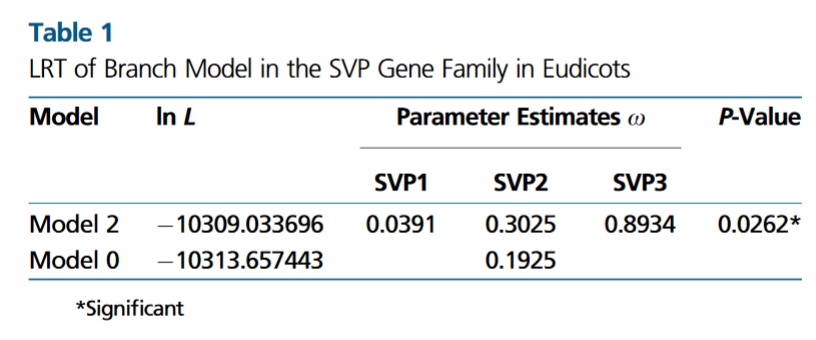 Table 1
LRT of Branch Model in the SVP Gene Family in Eudicots
Model ln L Parameter Estimates ω P-Value
SVP1 SVP2 SVP3
Model 2 −10309.033696 0.0391 0.3025 0.8934 0.0262*
Model 0 −10313.657443 0.1925
*Significant